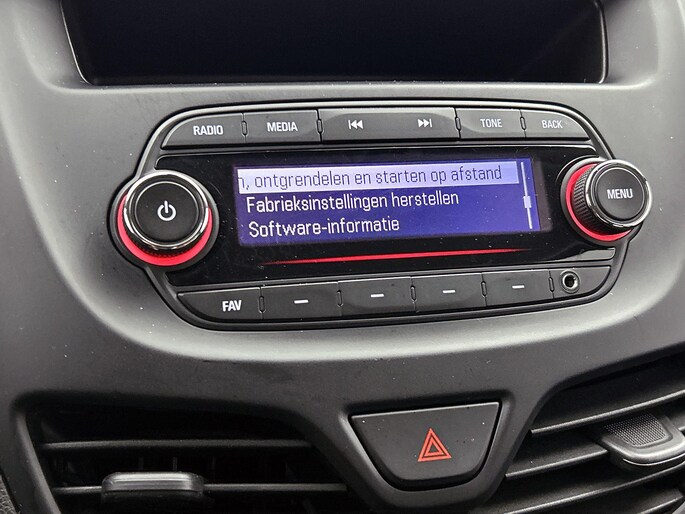 RADIO MEDIA TONE BACK
n, ontgrendelen en starten op afstand
Fabrieksinstellingen herstellen
Software-informatie
MENU
FAV